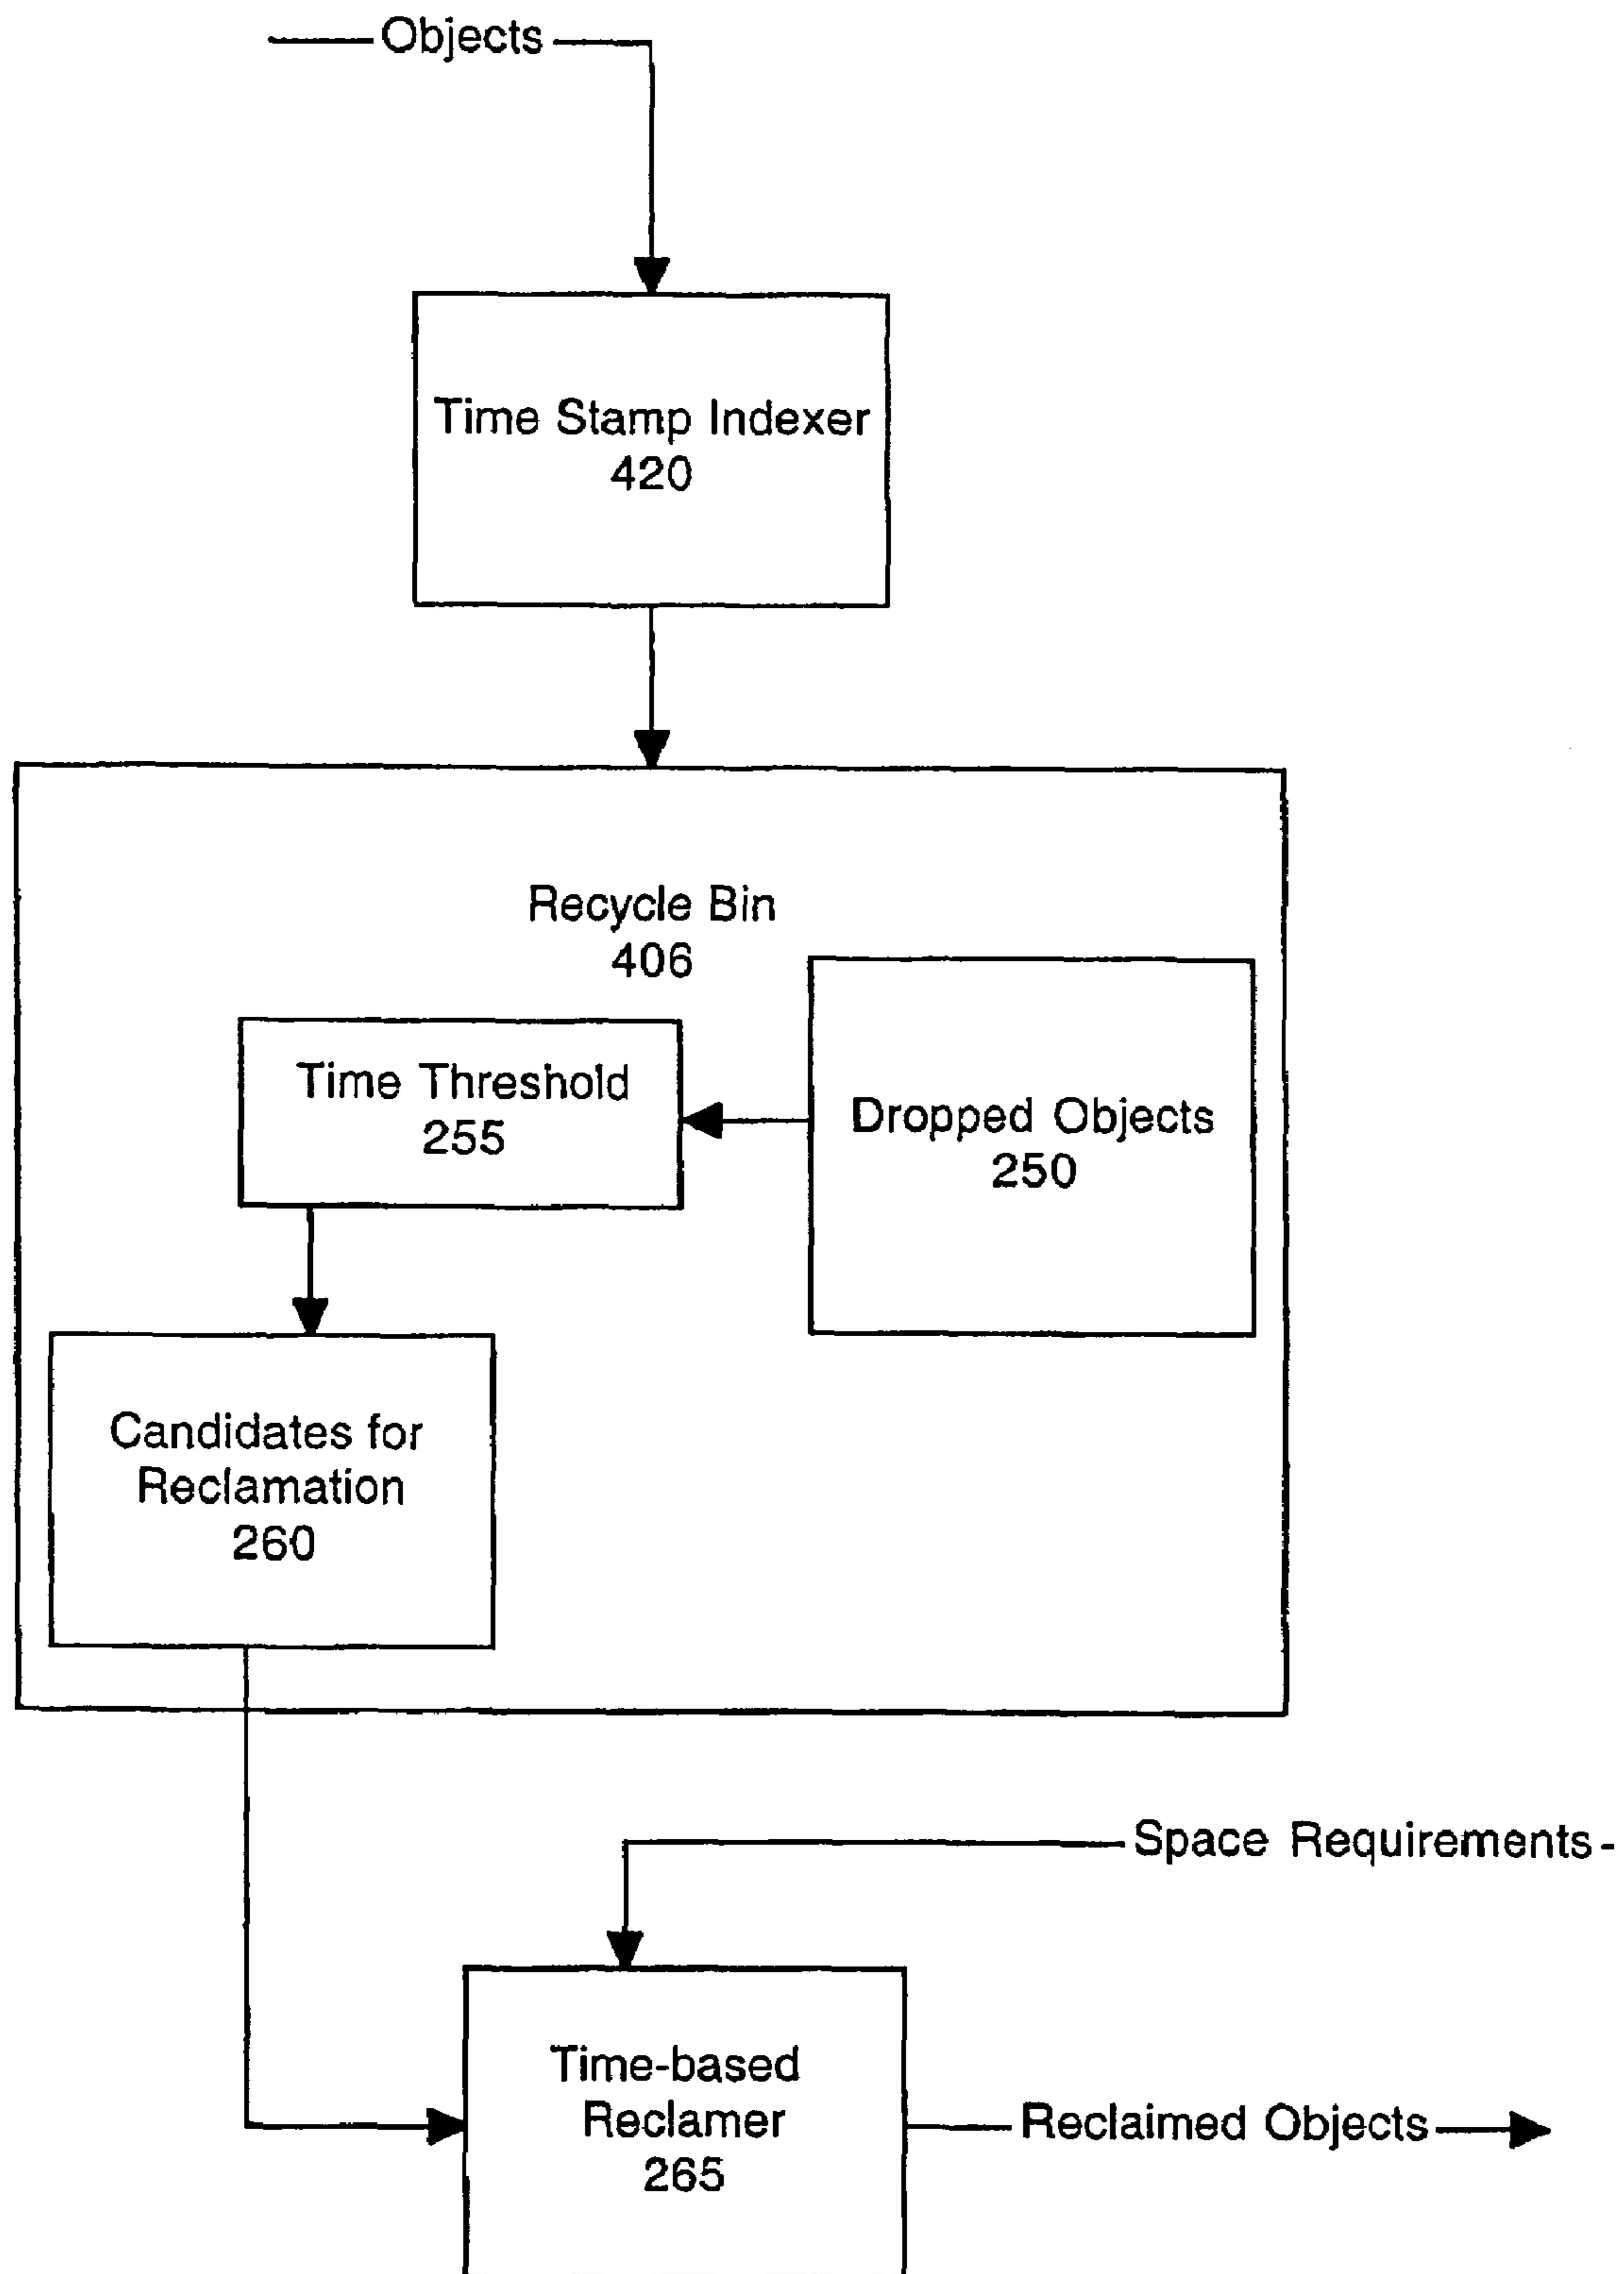 Objects
Time Stamp Indexer
420
Recycle Bin
406
Time Threshold
255
Dropped Objects
250
Candidates for
Reclamation
260
Space Requirements-
Time-based
Reclamer
265
Reclaimed Objects